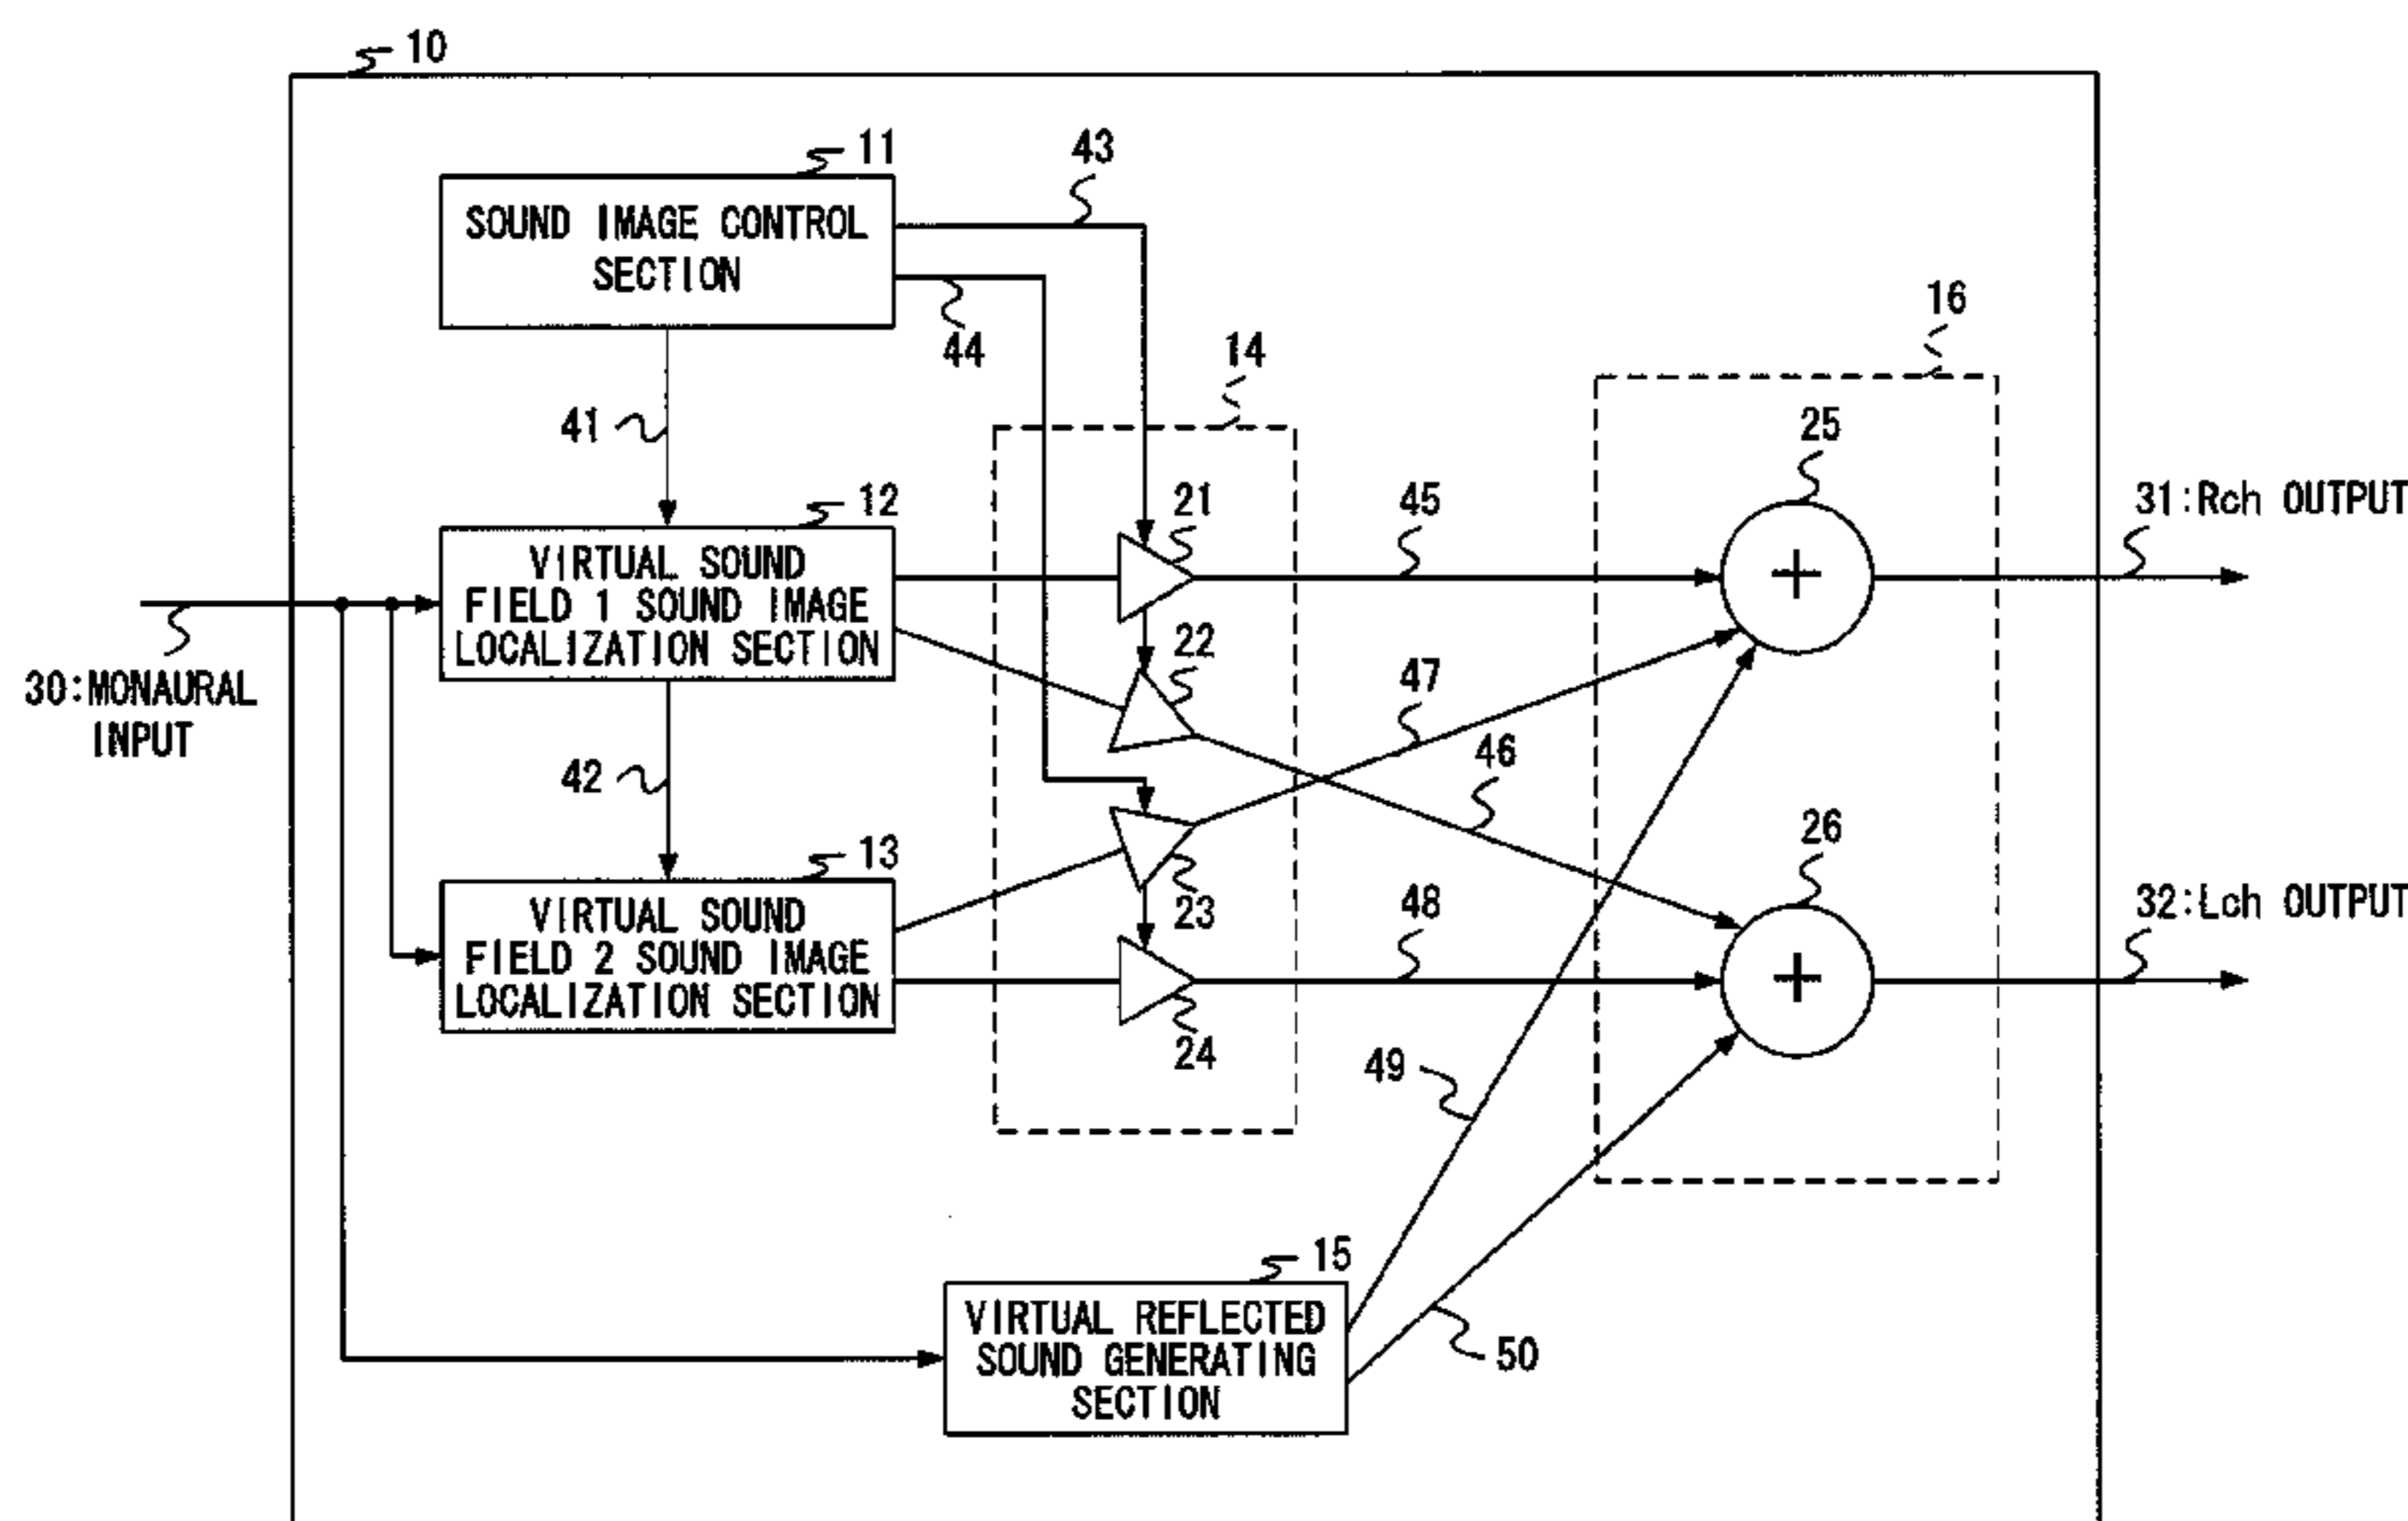 10
11
43
SOUND IMAGE CONTROL
SECTION
44
14
16
41
25
12
21
45
31:Rch OUTPUT
VIRTUAL SOUND
FIELD 1 SOUND IMAGE
LOCALIZATION SECTION
22
30:MONAURAL
INPUT
47
46
42
13
26
VIRTUAL SOUND
FIELD 2 SOUND IMAGE
LOCALIZATION SECTION
23
48
32:Lch OUTPUT
24
49
15
VIRTUAL REFLECTED
SOUND GENERATING
SECTION
50
+
+